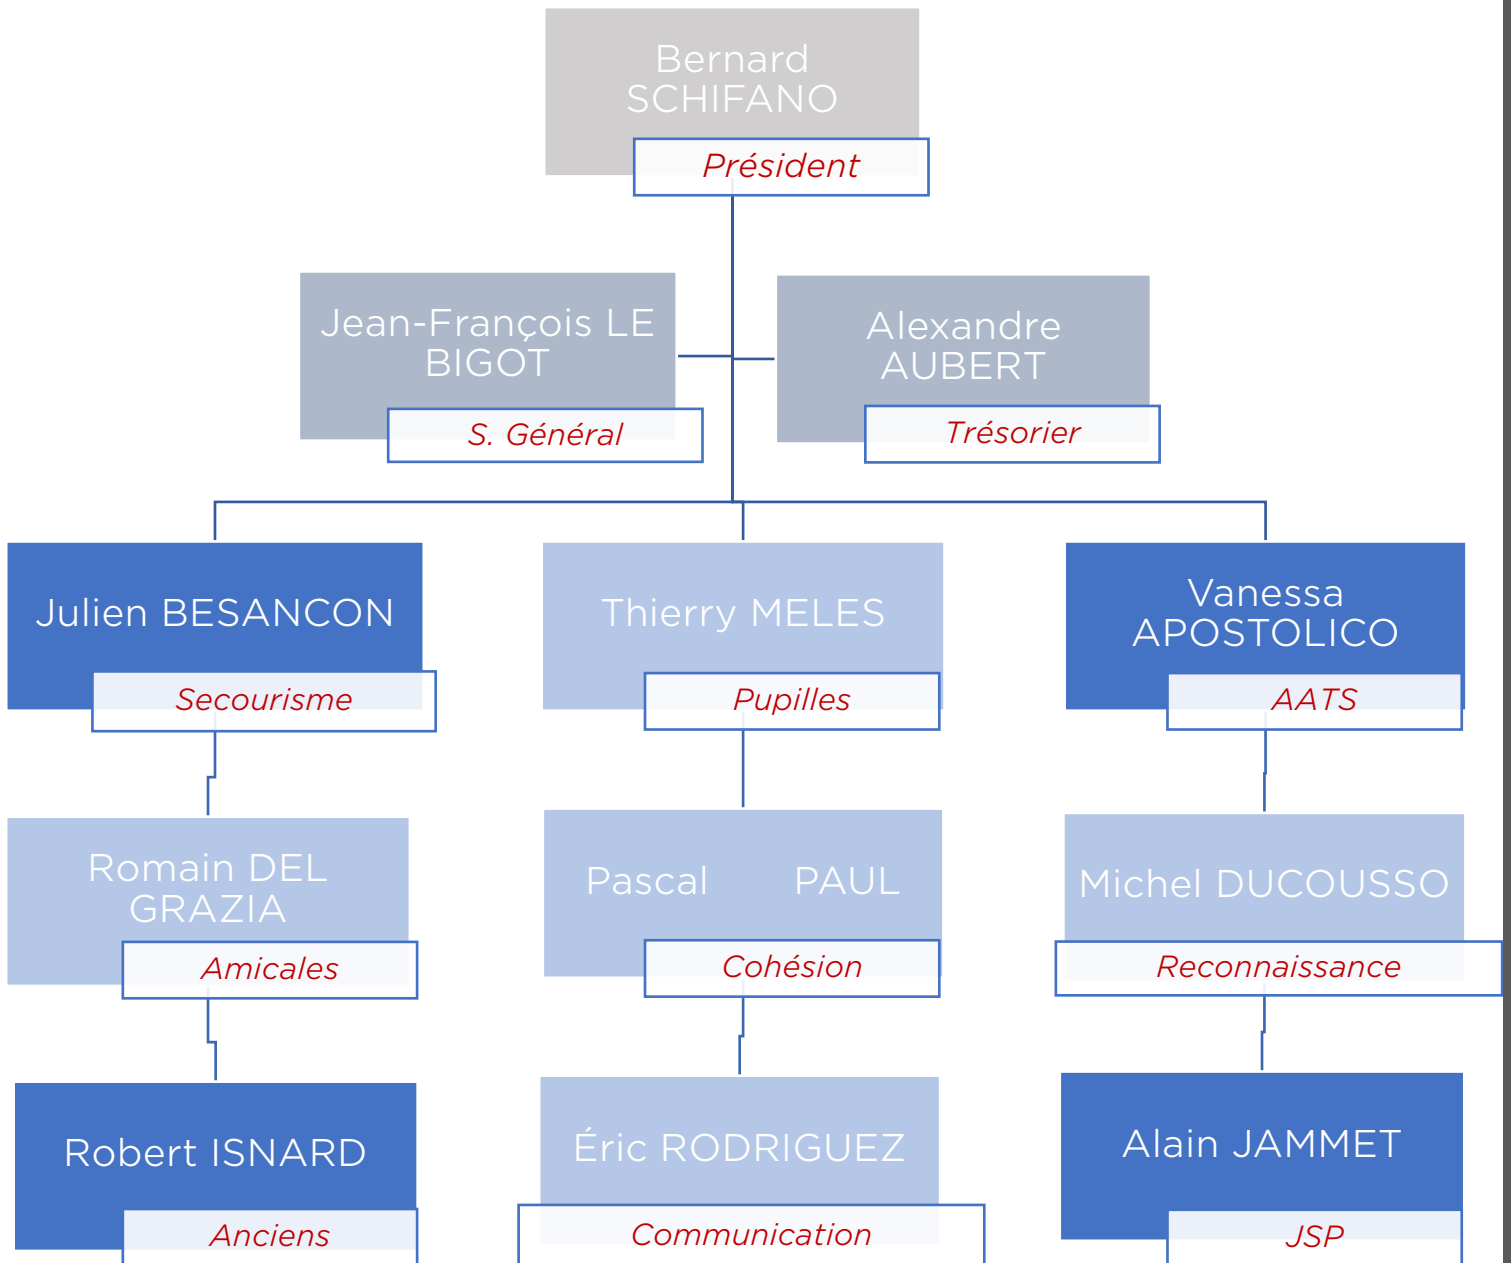 Bernard
SCHIFANO
Président
Jean-François LE
BIGOT
S. Général
Alexandre
AUBERT
Trésorier
Julien BESANCON
Secourisme
Thierry MELES
Pupilles
Vanessa
APOSTOLICO
AATS
Romain DEL
GRAZIA
Amicales
Pascal PAUL
Cohésion
Michel DUCOUSSO
Reconnaissance
Robert ISNARD
Anciens
Éric RODRIGUEZ
Communication
Alain JAMMET
JSP